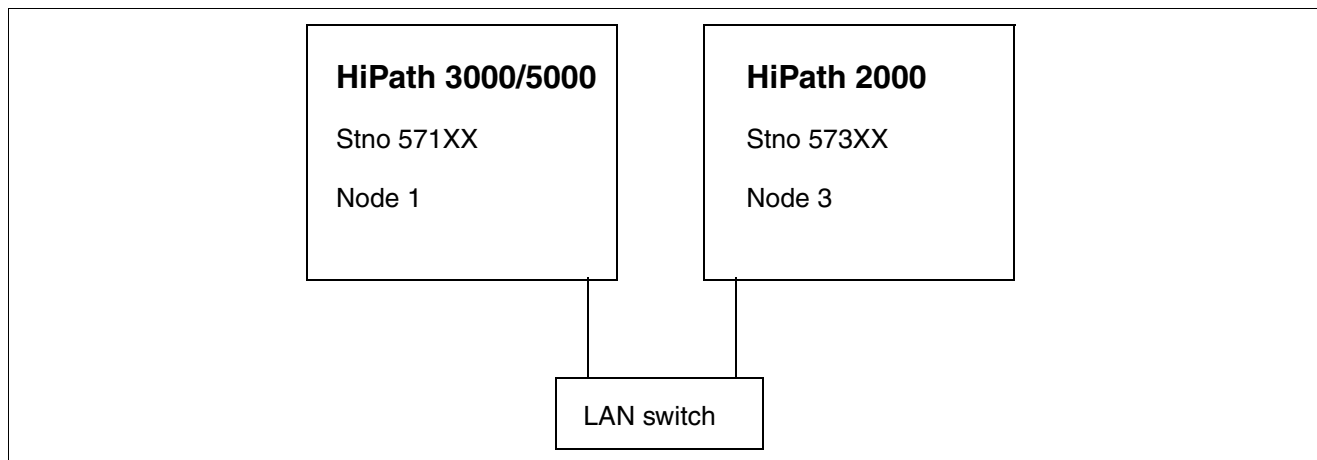 HiPath 3000/5000
Stno 571XX
Node 1
HiPath 2000
Stno 573XX
Node 3
LAN switch